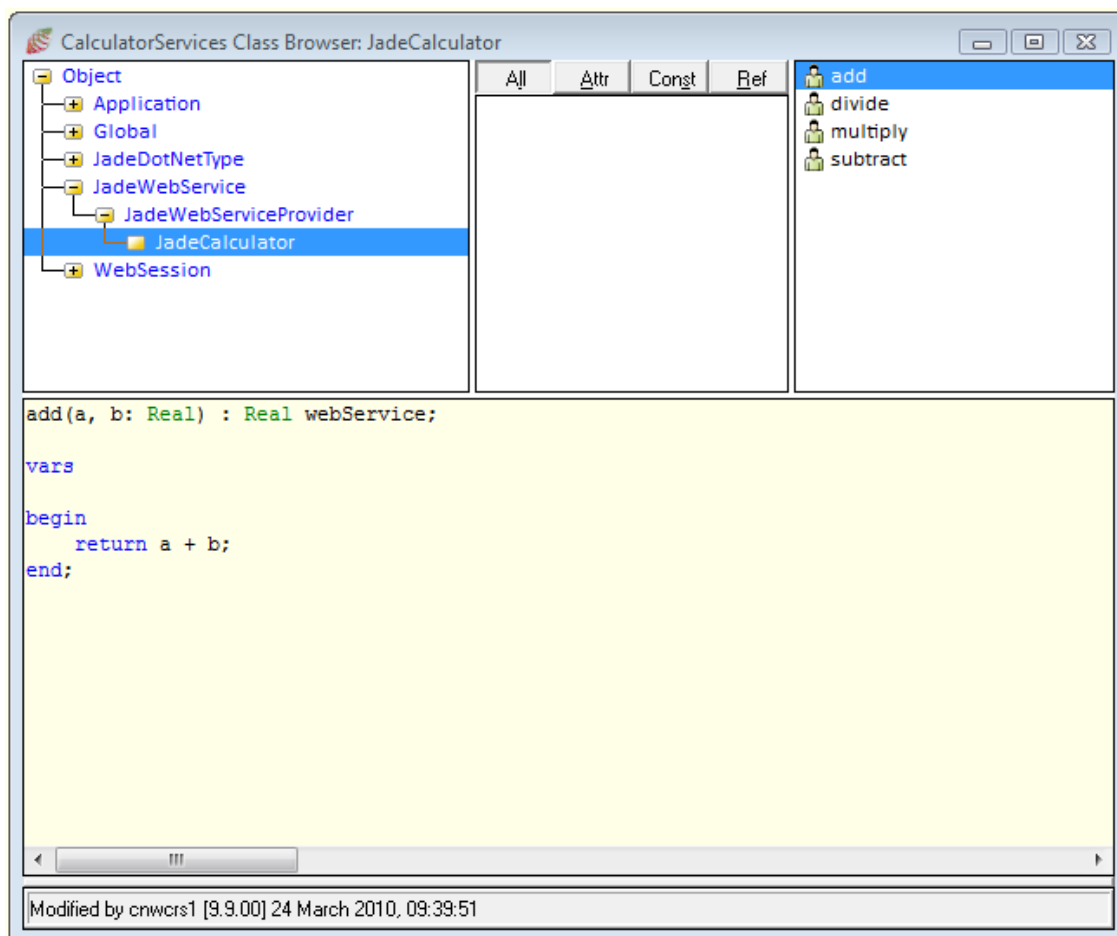 CalculatorServices Class Browser: JadeCalculator
Object
Application
Global
JadeDotNetType
JadeWebService
JadeWebServiceProvider
JadeCalculator
WebSession
All Attr Const Ref
add
divide
multiply
subtract
add(a, b: Real) : Real webService;
vars
begin
return a + b;
end;
Modified by cnwcrs1 [9.9.00] 24 March 2010, 09:39:51